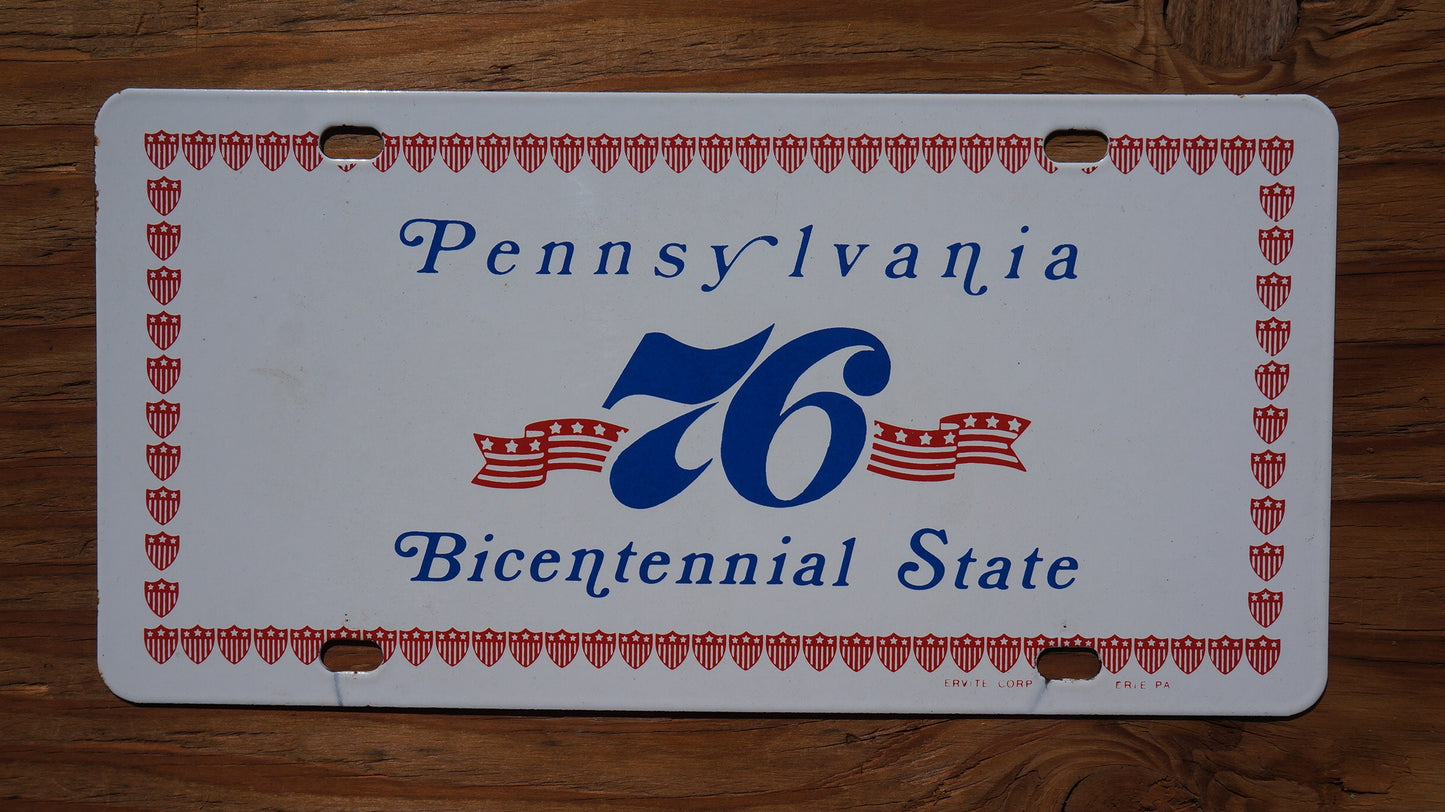 Pennsylvania
76
Bicentennial State
ERVITE CORP ERIE PA